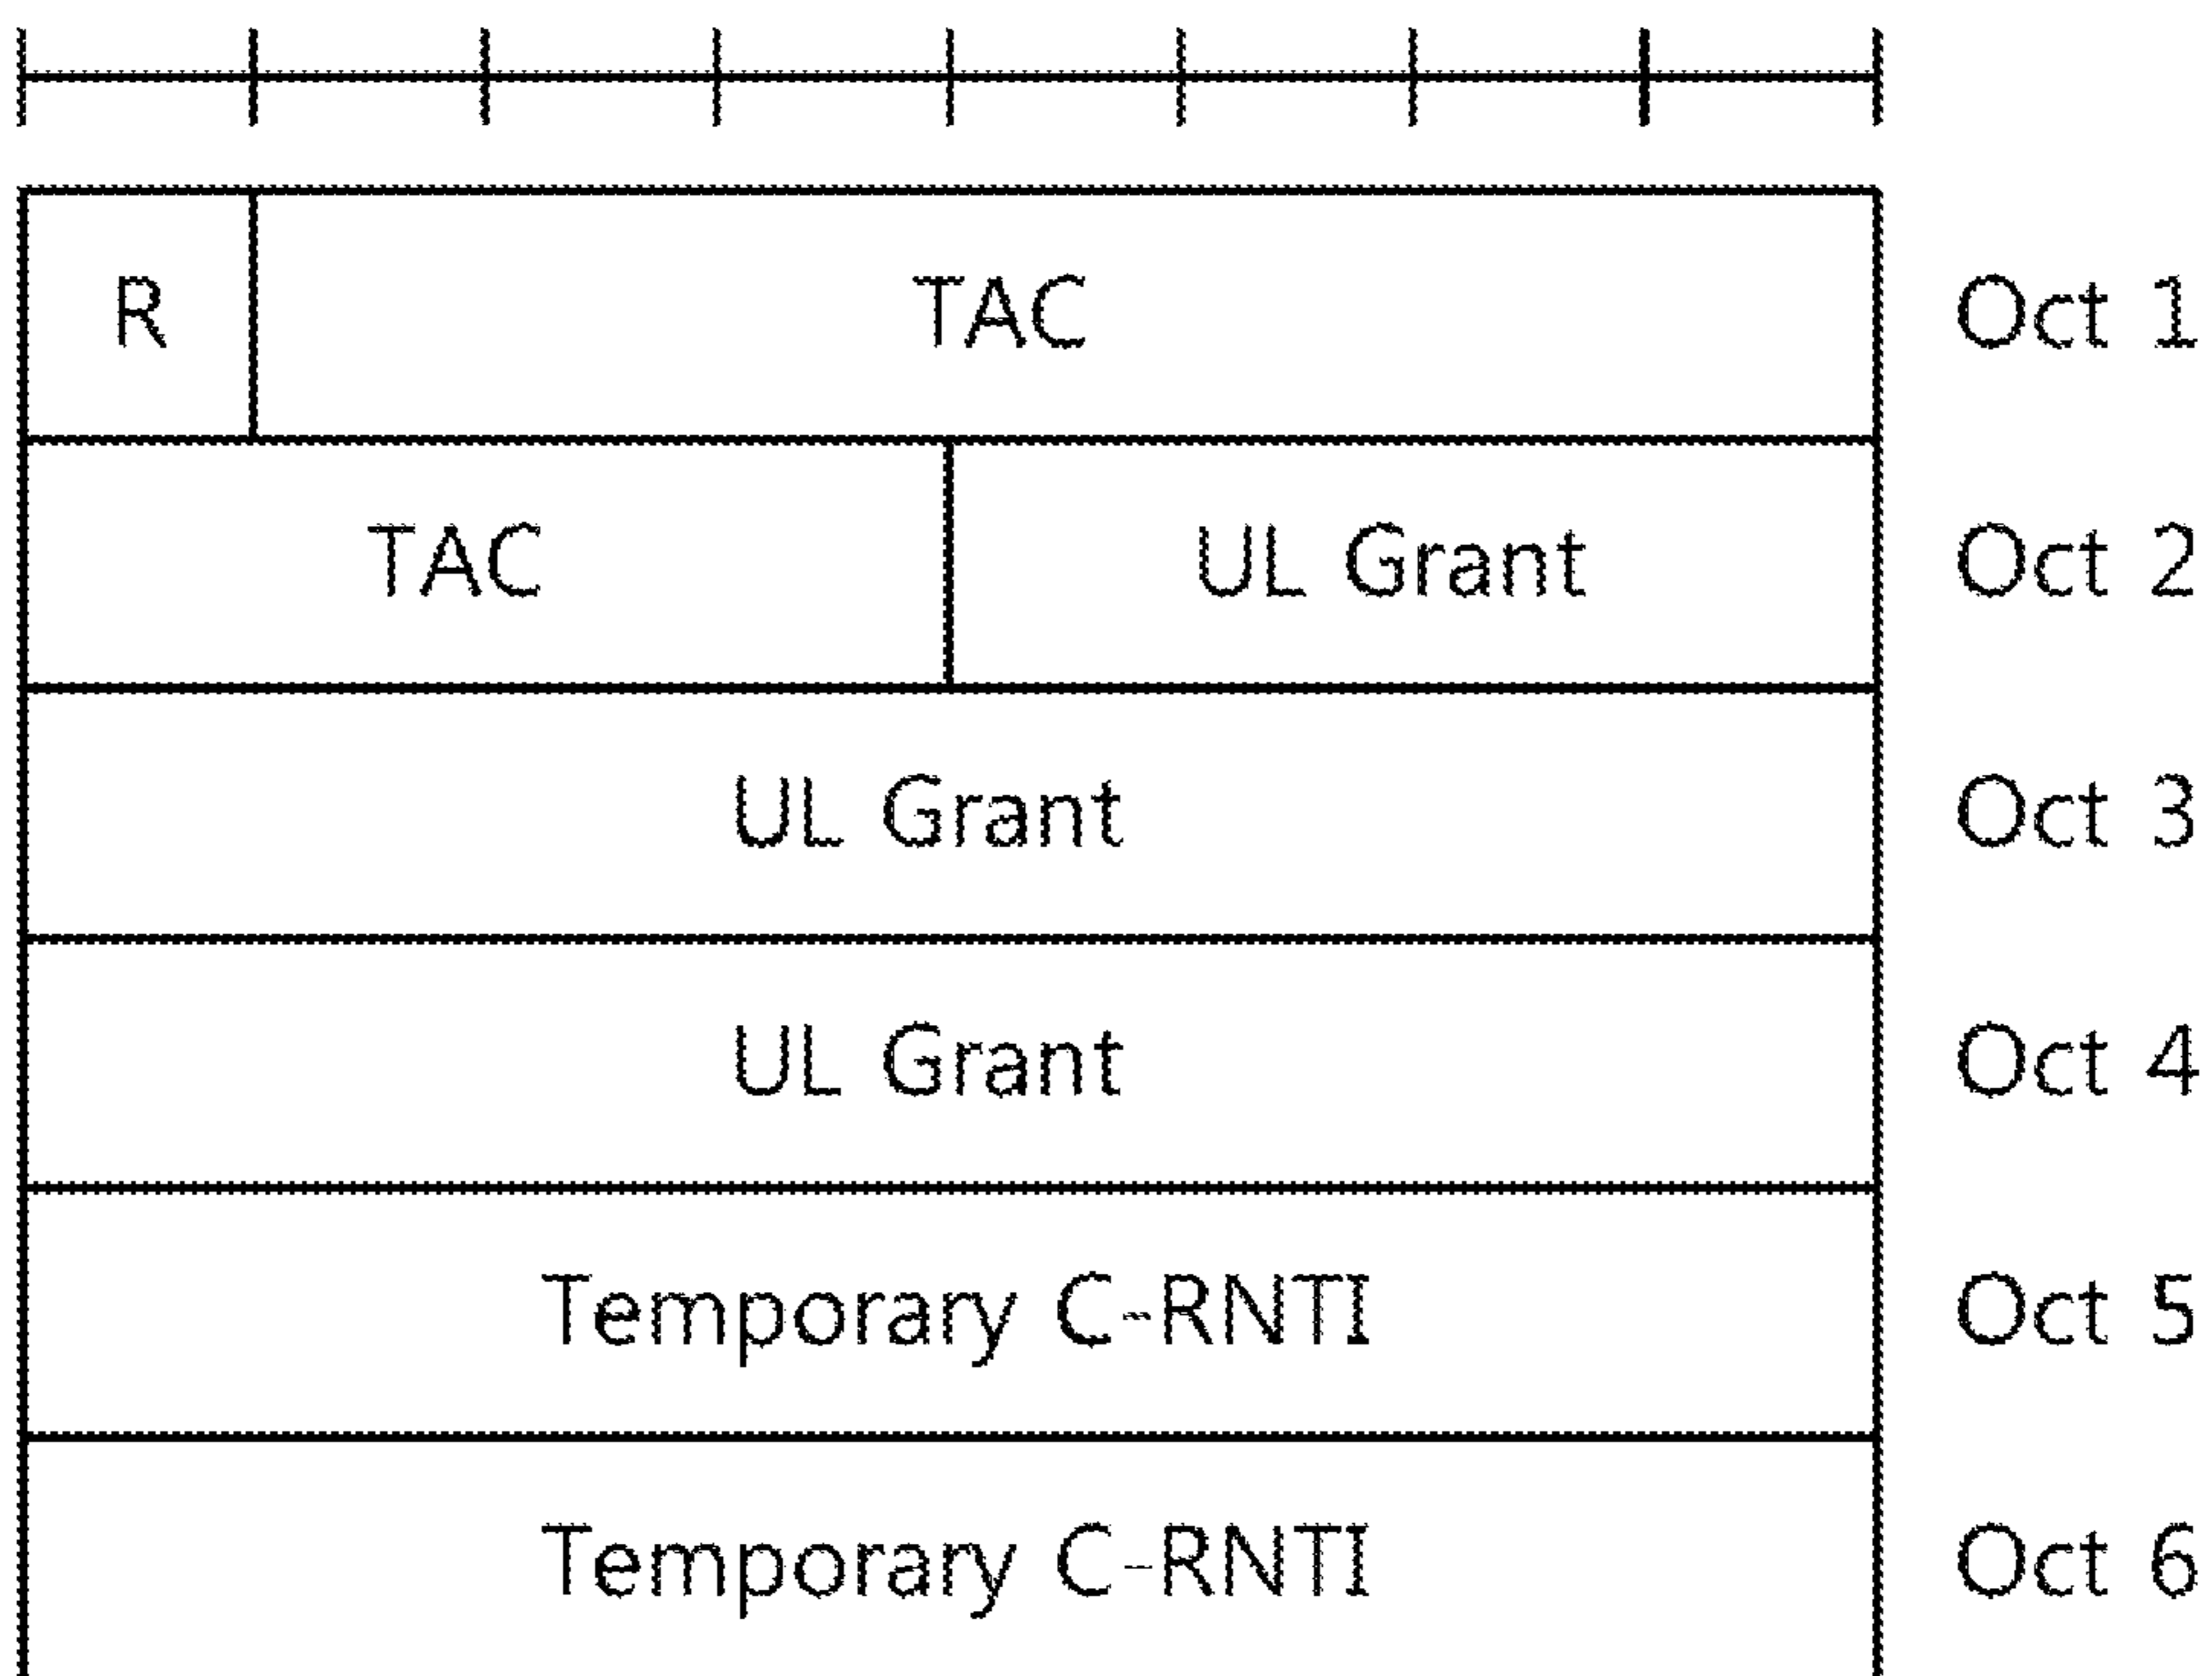 R TAC Oct 1
TAC UL Grant Oct 2
UL Grant Oct 3
UL Grant Oct 4
Temporary C-RNTI Oct 5
Temporary C-RNTI Oct 6